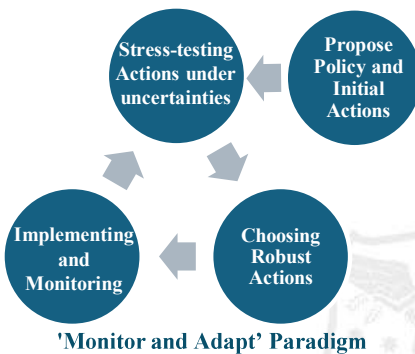 Stress-testing
Actions under
uncertainties
Propose
Policy and
Initial
Actions
Implementing
and
Monitoring
Choosing
Robust
Actions
'Monitor and Adapt’ Paradigm